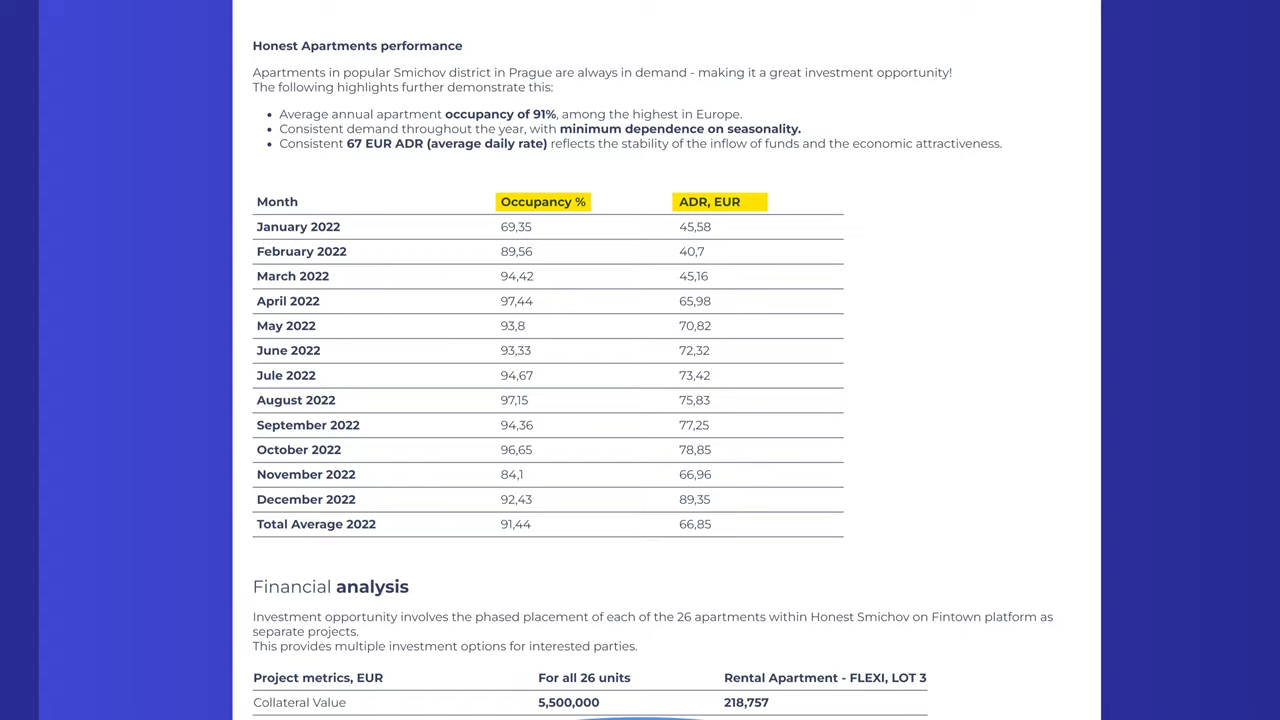 Honest Apartments performance
Apartments in popular Smichov district in Prague are always in demand - making it a great investment opportunity!
The following highlights further demonstrate this:
• Average annual apartment occupancy of 91%, among the highest in Europe.
• Consistent demand throughout the year, with minimum dependence on seasonality.
• Consistent 67 EUR ADR (average daily rate) reflects the stability of the inflow of funds and the economic attractiveness.
Month Occupancy % ADR, EUR
January 2022 69,35 45,58
February 2022 89,56 40,7
March 2022 94,42 45,16
April 2022 97,44 65,98
May 2022 93,8 70,82
June 2022 93,33 72,32
Jule 2022 94,67 73,42
August 2022 97,15 75,83
September 2022 94,36 77,25
October 2022 96,65 78,85
November 2022 84,1 66,96
December 2022 92,43 89,35
Total Average 2022 91,44 66,85
Financial analysis
Investment opportunity involves the phased placement of each of the 26 apartments within Honest Smichov on Fintown platform as
separate projects.
This provides multiple investment options for interested parties.
Project metrics, EUR For all 26 units Rental Apartment - FLEXI, LOT 3
Collateral Value 5,500,000 218,757